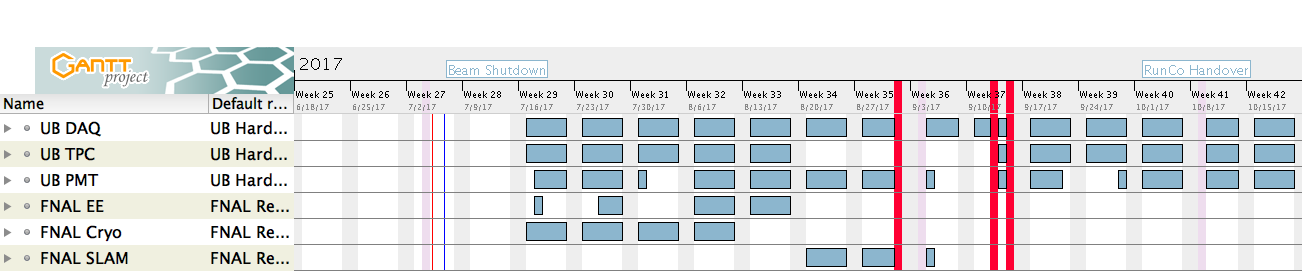 GANTT
project
2017
Beam Shutdown
RunCo Handover
Name Default r...
Week 25 Week 26 Week 27 Week 28 Week 29 Week 30 Week 31 Week 32 Week 33 Week 34 Week 35 Week 36 Week 37 Week 38 Week 39 Week 40 Week 41 Week 42
6/18/17 6/25/17 7/2/17 7/9/17 7/16/17 7/23/17 7/30/17 8/6/17 8/13/17 8/20/17 8/27/17 9/3/17 9/10/17 9/17/17 9/24/17 10/1/17 10/8/17 10/15/17
UB DAQ UB Hard...
UB TPC UB Hard...
UB PMT UB Hard...
FNAL EE FNAL Re...
FNAL Cryo FNAL Re...
FNAL SLAM FNAL Re...